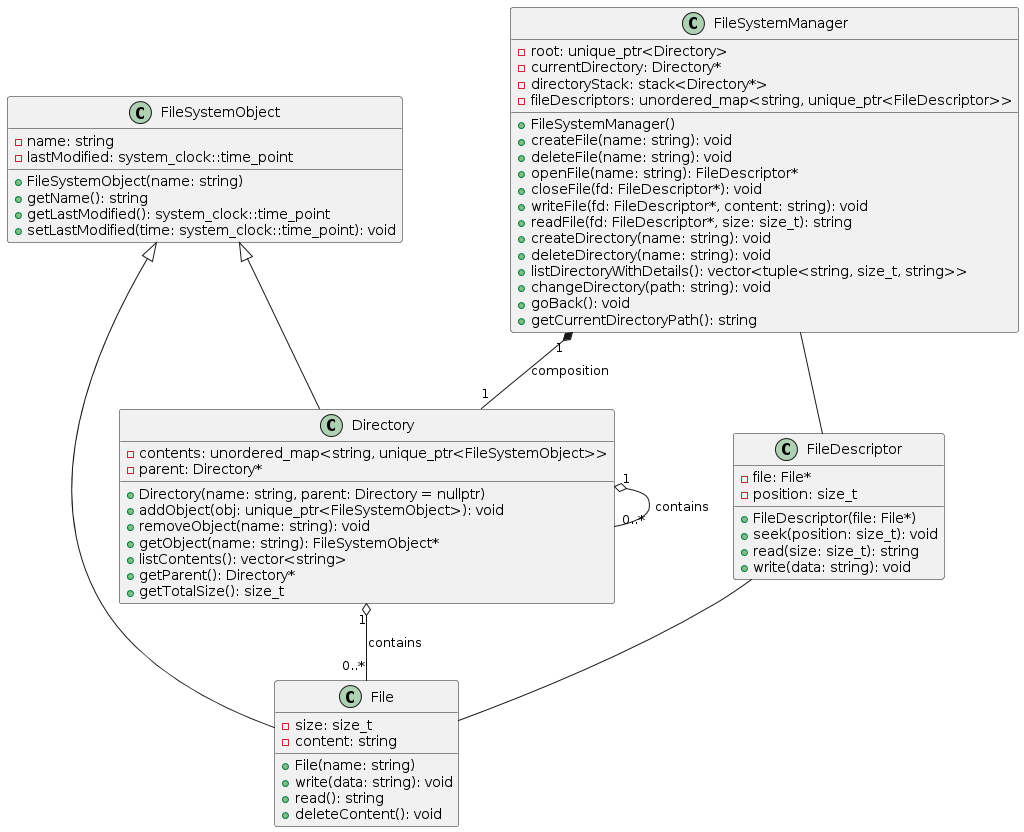 C FileSystemManager
root: unique_ptr<Directory>
currentDirectory: Directory*
directoryStack: stack<Directory*>
fileDescriptors: unordered_map<string, unique_ptr<FileDescriptor>>
FileSystemManager()
createFile(name: string): void
deleteFile(name: string): void
openFile(name: string): FileDescriptor*
closeFile(fd: FileDescriptor*): void
writeFile(fd: FileDescriptor*, content: string): void
readFile(fd: FileDescriptor*, size: size_t): string
createDirectory(name: string): void
deleteDirectory(name: string): void
listDirectoryWithDetails(): vector<tuple<string, size_t, string>>
changeDirectory(path: string): void
goBack(): void
getCurrentDirectoryPath(): string
C FileSystemObject
name: string
lastModified: system_clock::time_point
FileSystemObject(name: string)
getName(): string
getLastModified(): system_clock::time_point
setLastModified(time: system_clock::time_point): void
1
composition
1
C Directory
contents: unordered_map<string, unique_ptr<FileSystemObject>>
parent: Directory*
Directory(name: string, parent: Directory = nullptr)
addObject(obj: unique_ptr<FileSystemObject>): void
removeObject(name: string): void
getObject(name: string): FileSystemObject*
listContents(): vector<string>
getParent(): Directory*
getTotalSize(): size_t
1
contains
0..*
C FileDescriptor
file: File*
position: size_t
FileDescriptor(file: File*)
seek(position: size_t): void
read(size: size_t): string
write(data: string): void
1
contains
0..*
C File
size: size_t
content: string
File(name: string)
write(data: string): void
read(): string
deleteContent(): void